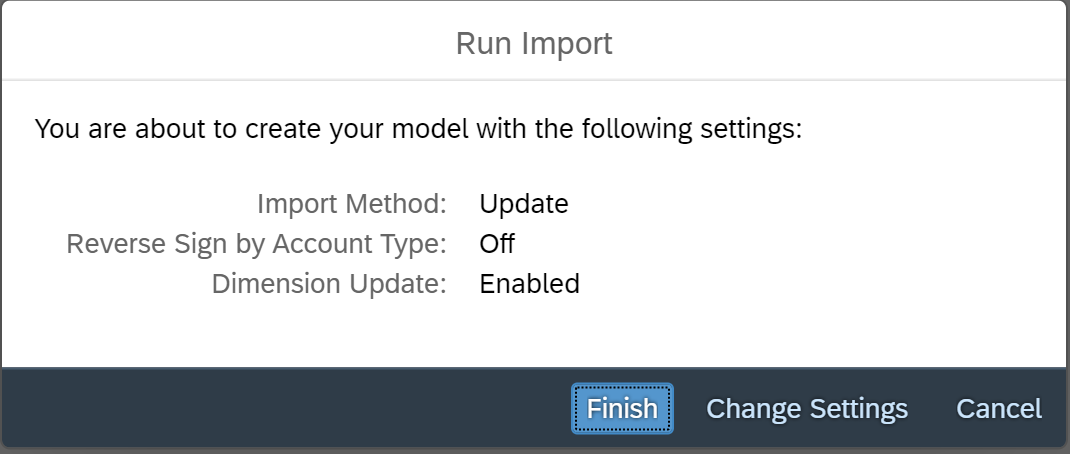 Run Import
You are about to create your model with the following settings:
Import Method: Update
Reverse Sign by Account Type: Off
Dimension Update: Enabled
Finish Change Settings Cancel